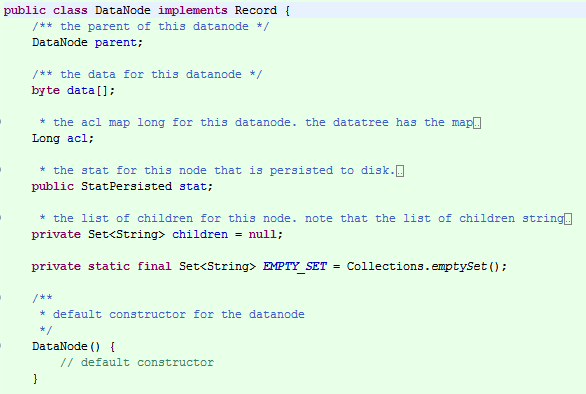 public class DataNode implements Record {
    /** the parent of this datanode */
    DataNode parent;

    /** the data for this datanode */
    byte data[];

     * the acl map long for this datanode. the datatree has the map
    Long acl;

     * the stat for this node that is persisted to disk.
    public StatPersisted stat;

     * the list of children for this node. note that the list of children string
    private Set<String> children = null;

    private static final Set<String> EMPTY_SET = Collections.emptySet();

    /**
     * default constructor for the datanode
     */
    DataNode() {
        // default constructor
    }